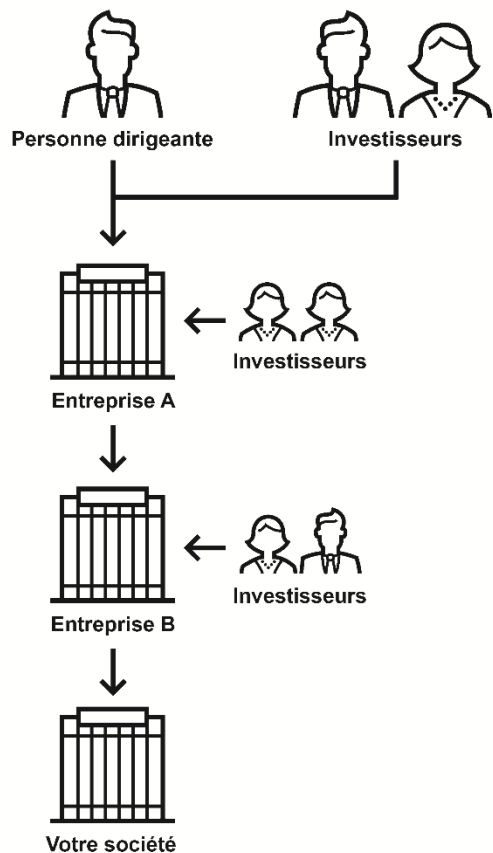 Personne dirigeante
Investisseurs
Investisseurs
Entreprise A
Investisseurs
Entreprise B
Votre société